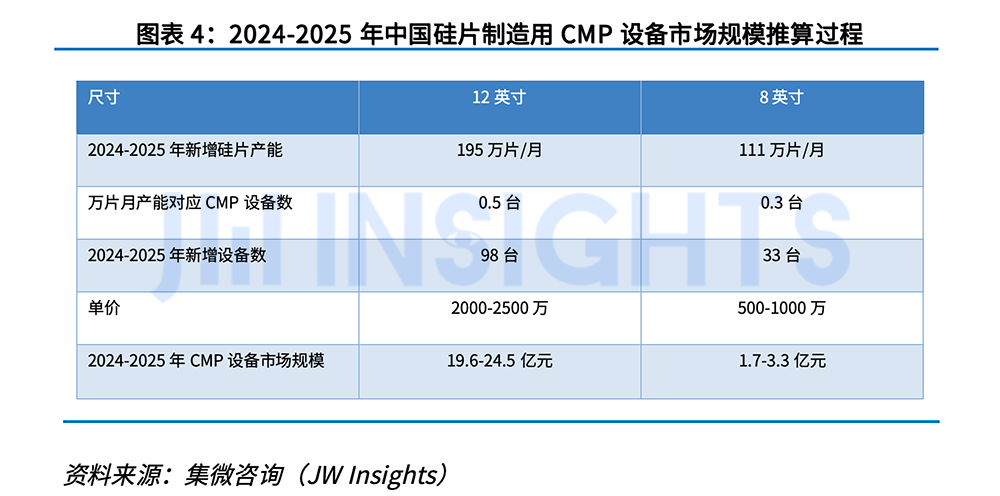 图表 4：2024-2025 年中国硅片制造用 CMP 设备市场规模推算过程
尺寸 12 英寸 8 英寸
2024-2025 年新增硅片产能 195 万片/月 111 万片/月
万片月产能对应 CMP 设备数 0.5 台 0.3 台
2024-2025 年新增设备数 98 台 33 台
单价 2000-2500 万 500-1000 万
2024-2025 年 CMP 设备市场规模 19.6-24.5 亿元 1.7-3.3 亿元
JW INSIGHTS
资料来源：集微咨询（JW Insights）